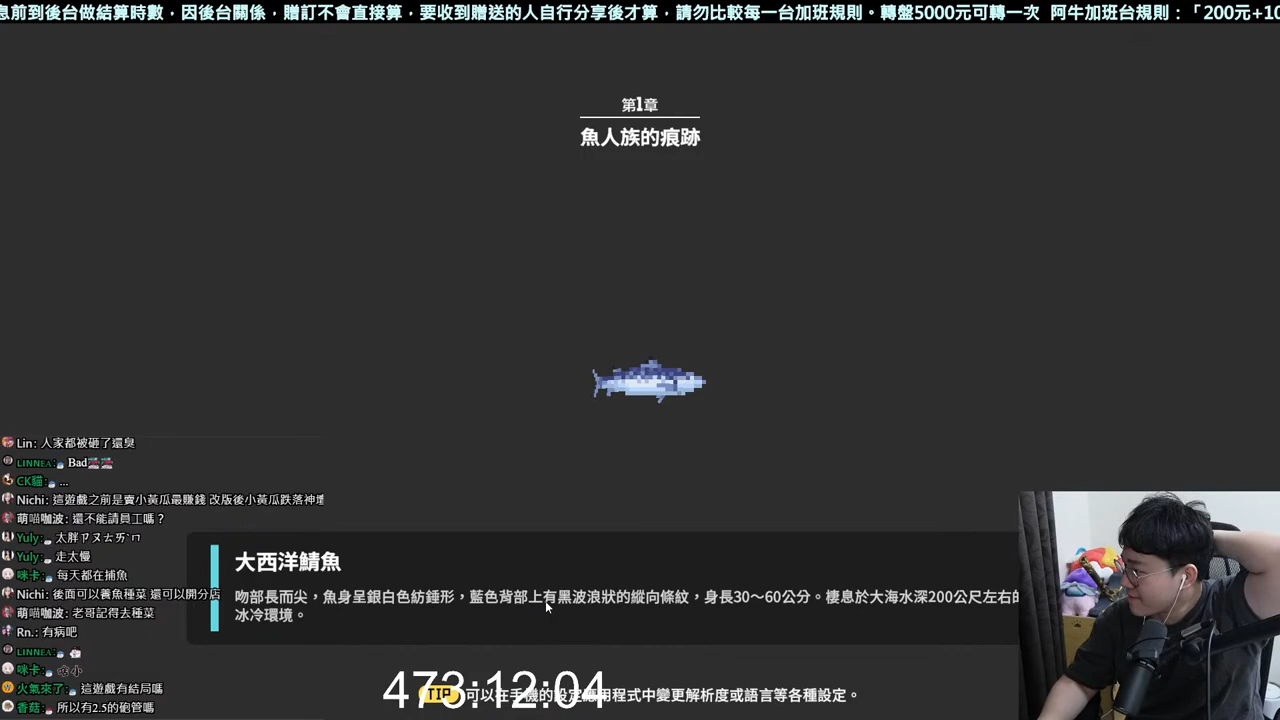 息前到後台做結算時數，因後台關係，贈訂不會直接算，要收到贈送的人自行分享後才算，請勿比較每一台加班規則。轉盤5000元可轉一次 阿牛加班台規則：「200元+10
第1章
魚人族的痕跡
Lin: 人家都被砸了還臭
LINNEA: Bad
CK貓: ...
Nichi: 這遊戲之前是賣小黃瓜最賺錢 改版後小黃瓜跌落神壇
萌喵咖波: 還不能請員工嗎？
Yuly: 太胖ㄗㄡㄊㄞˋㄇ
Yuly: 走太慢
咪卡: 每天都在捕魚
Nichi: 後面可以養魚種菜 還可以開分店
萌喵咖波: 老哥記得去種菜
Rn.: 有病吧
LINNEA:
咪卡: 啥小
火氣來了: 這遊戲有結局嗎
香菇: 所以有2.5的砲管嗎
大西洋鯖魚
吻部長而尖，魚身呈銀白色紡錘形，藍色背部上有黑波浪狀的縱向條紋，身長30～60公分。棲息於大海水深200公尺左右的
冰冷環境。
473:12:04
TIP 可以在手機的設定應用程式中變更解析度或語言等各種設定。